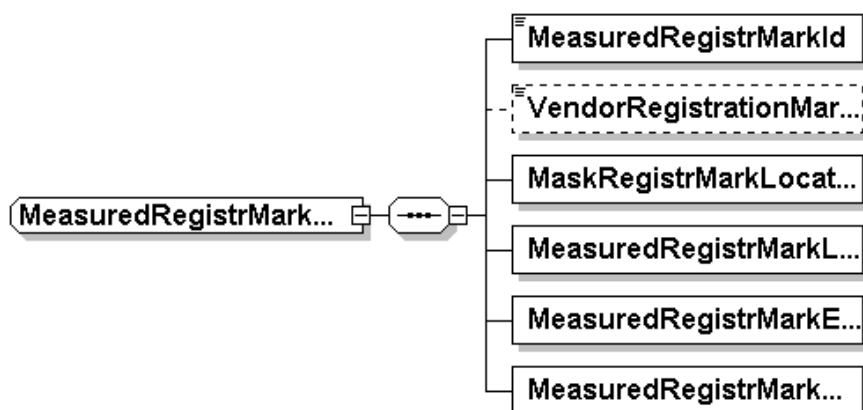 MeasuredRegistrMarkId
VendorRegistrationMar...
MaskRegistrMarkLocat...
MeasuredRegistrMark...
MeasuredRegistrMarkL...
MeasuredRegistrMarkE...
MeasuredRegistrMark...